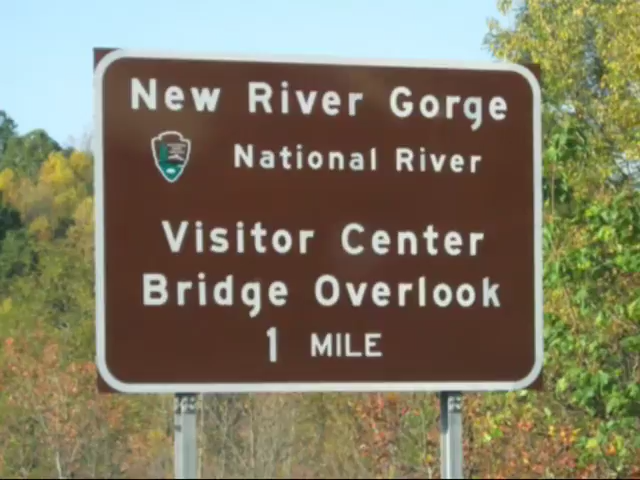 New River Gorge
National River
Visitor Center
Bridge Overlook
1 MILE